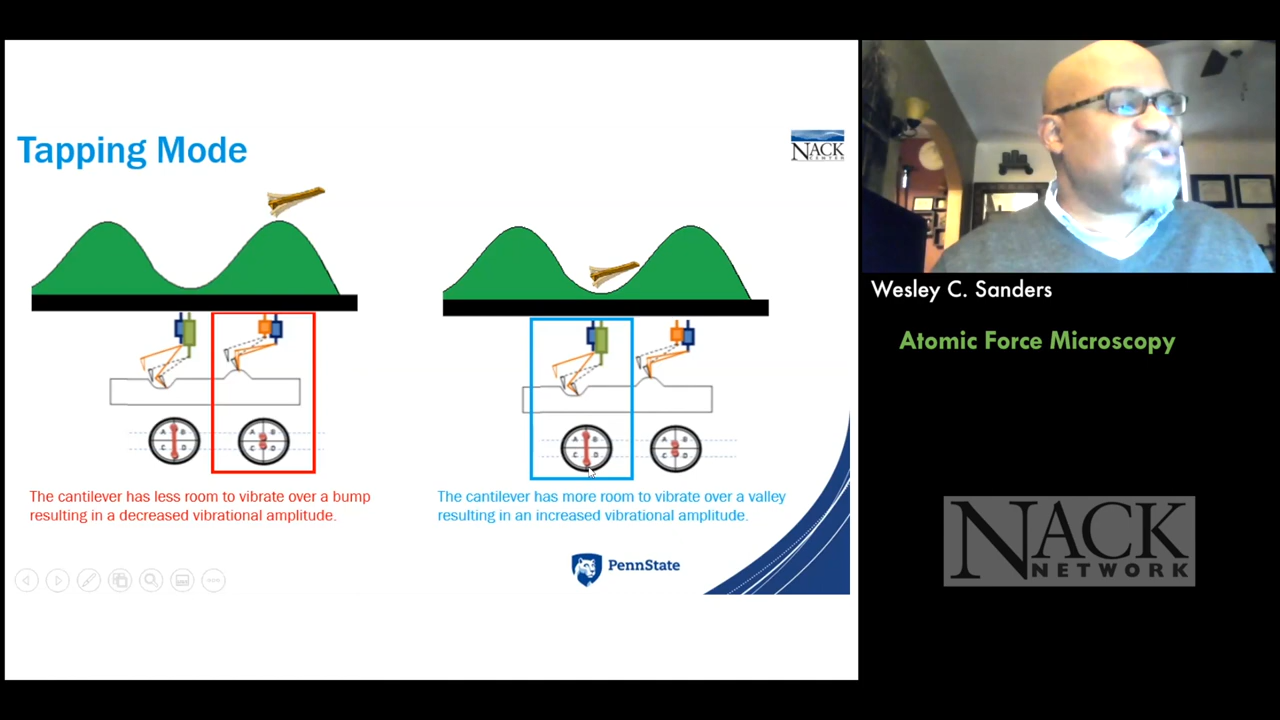 Tapping Mode
NACK
CENTER
A B
C D
A B
C D
A B
C D
A B
C D
The cantilever has less room to vibrate over a bump
resulting in a decreased vibrational amplitude.
The cantilever has more room to vibrate over a valley
resulting in an increased vibrational amplitude.
PennState
Wesley C. Sanders
Atomic Force Microscopy
NACK
NETWORK